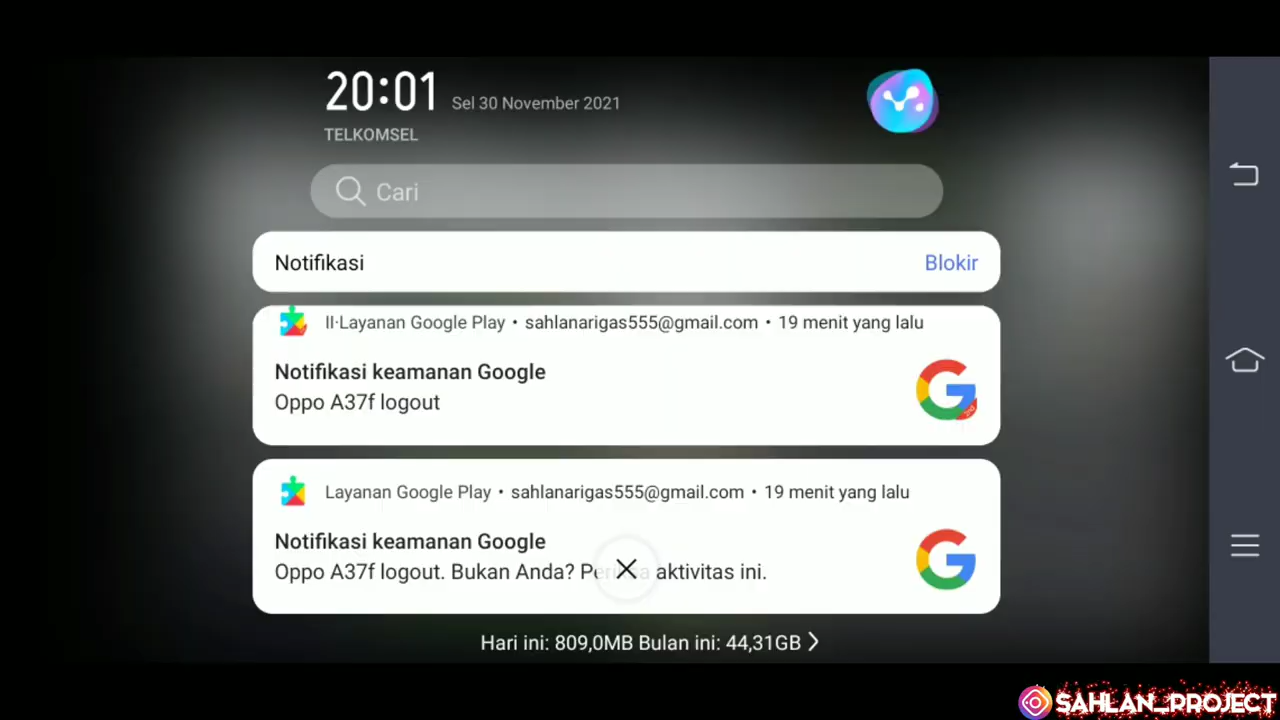 20:01 Sel 30 November 2021
TELKOMSEL
Cari
Notifikasi Blokir
II·Layanan Google Play • sahlanarigas555@gmail.com • 19 menit yang lalu
Notifikasi keamanan Google
Oppo A37f logout
Layanan Google Play • sahlanarigas555@gmail.com • 19 menit yang lalu
Notifikasi keamanan Google
Oppo A37f logout. Bukan Anda? Periksa aktivitas ini.
Hari ini: 809,0MB Bulan ini: 44,31GB
SAHLAN_PROJECT